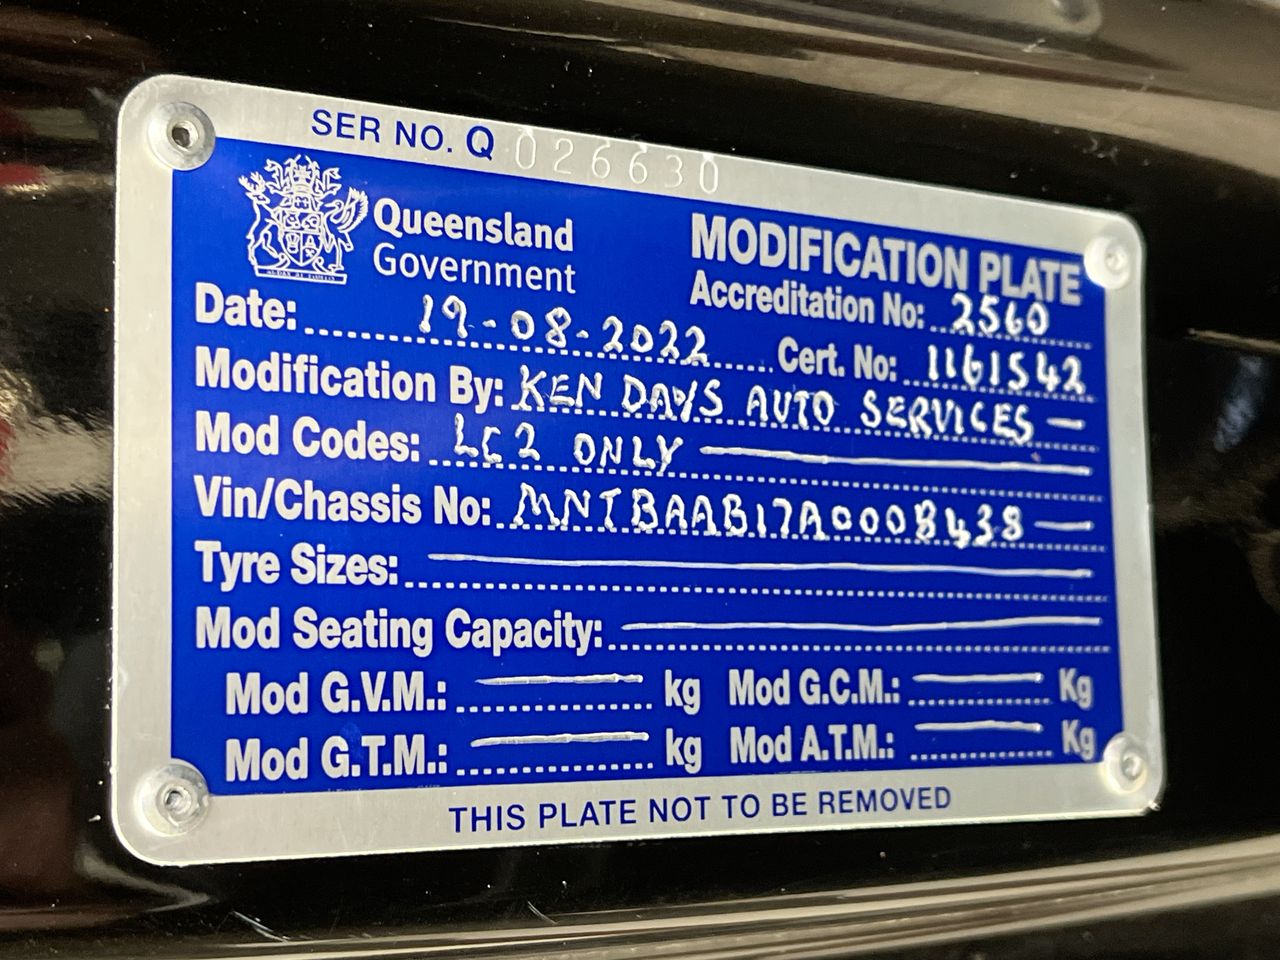 SER NO. Q 026630
Queensland
Government
MODIFICATION PLATE
Accreditation No: 2560
Date: 19-08-2022 Cert. No: 1161542
Modification By: KEN DAYS AUTO SERVICES —
Mod Codes: LC2 ONLY —
Vin/Chassis No: MNTBAAB17A0008438 —
Tyre Sizes: —
Mod Seating Capacity: —
Mod G.V.M.: — kg Mod G.C.M.: — Kg
Mod G.T.M.: — kg Mod A.T.M.: — Kg
THIS PLATE NOT TO BE REMOVED